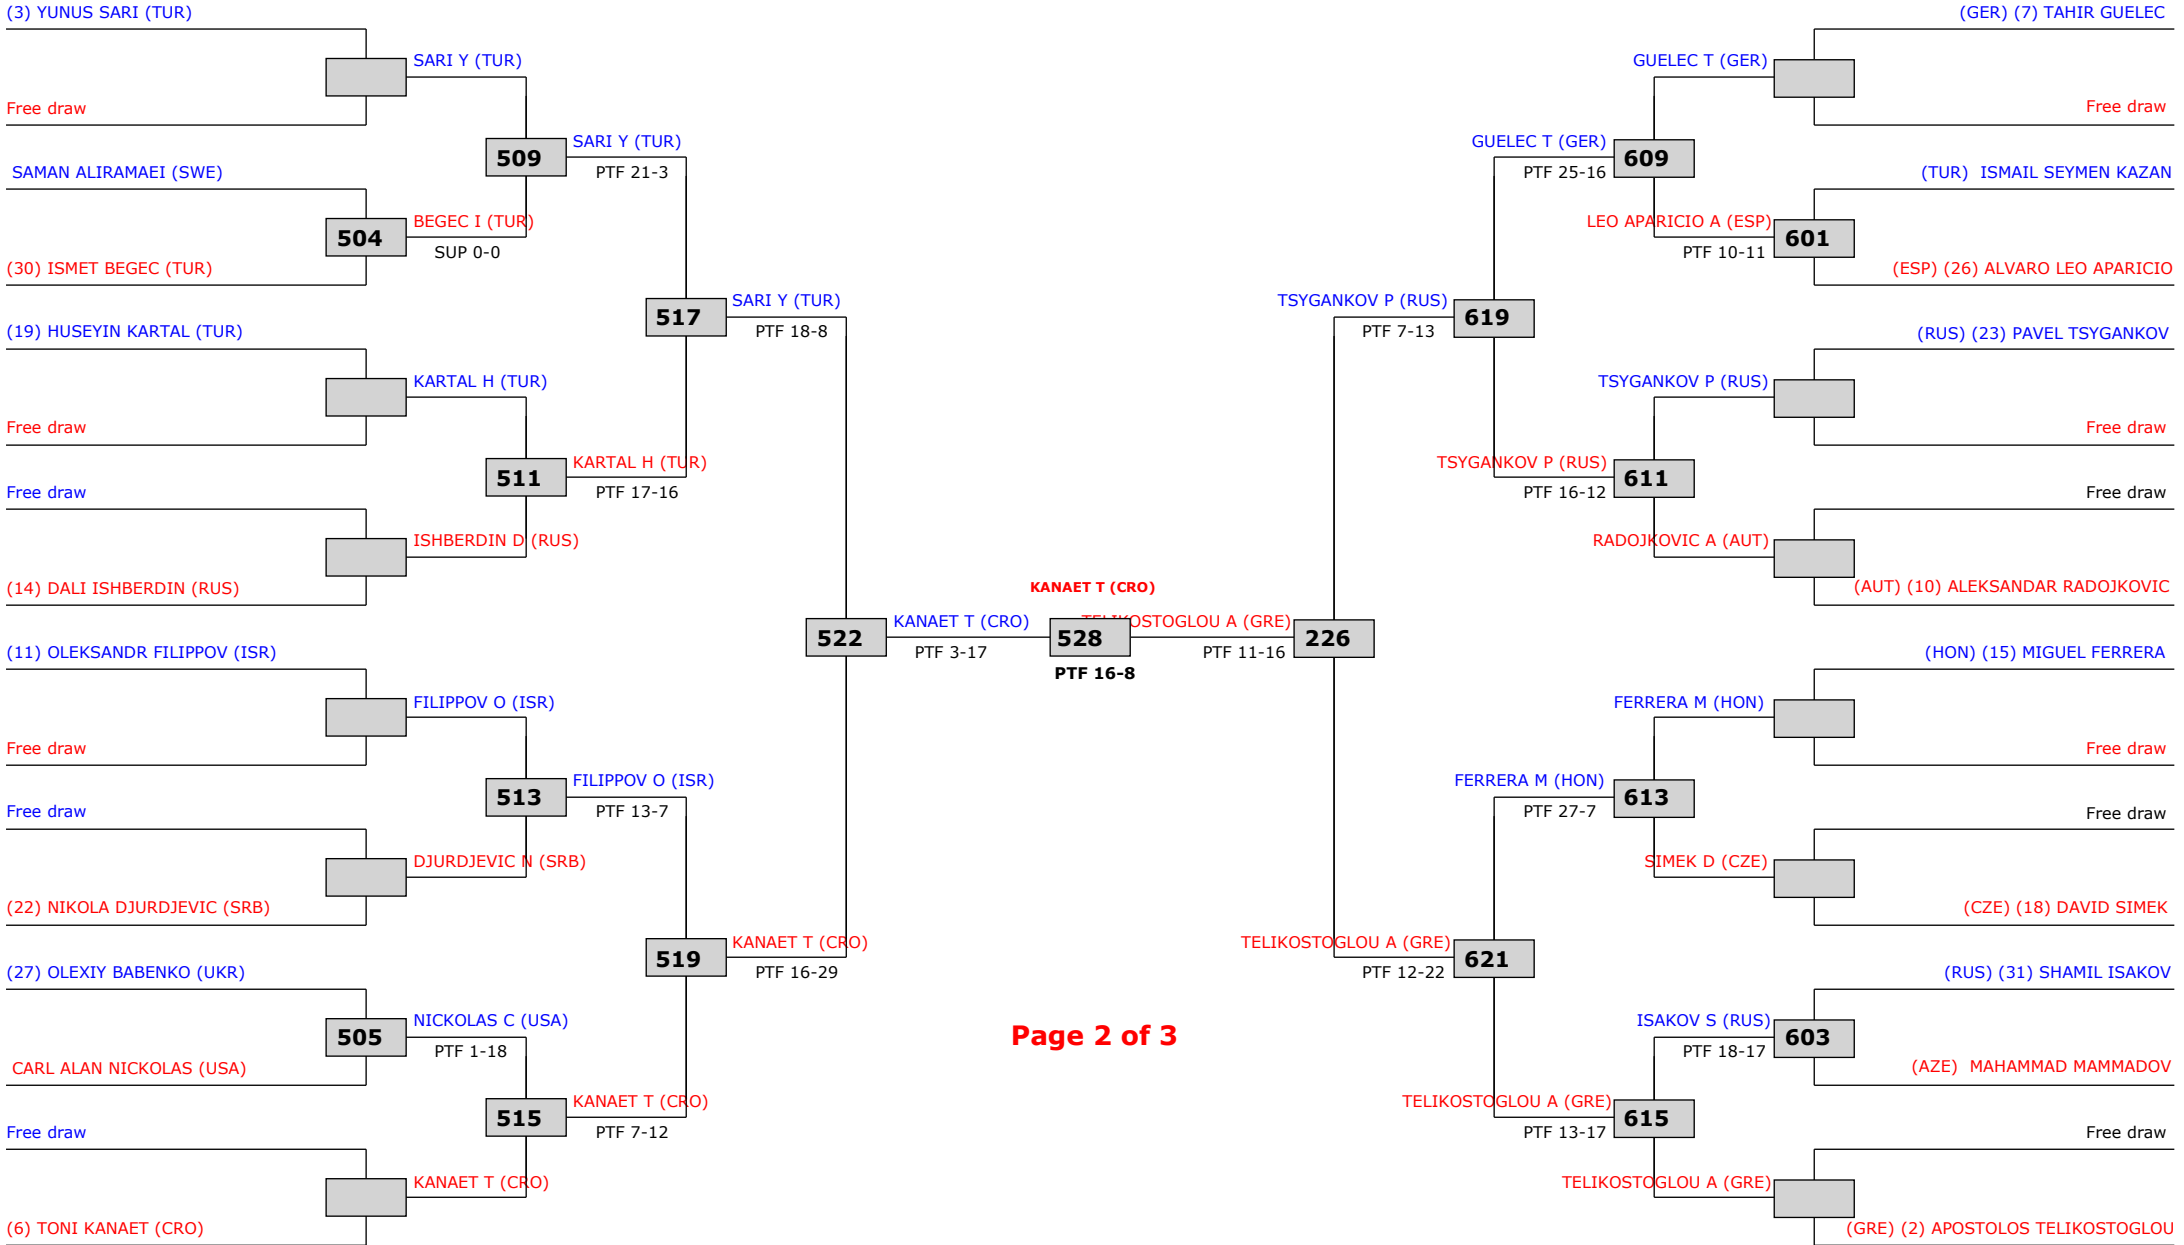 (3) YUNUS SARI (TUR)
SARI Y (TUR)
Free draw
509
SARI Y (TUR)
PTF 21-3
SAMAN ALIRAMAEI (SWE)
504
BEGEC I (TUR)
SUP 0-0
(30) ISMET BEGEC (TUR)
517
SARI Y (TUR)
PTF 18-8
(19) HUSEYIN KARTAL (TUR)
KARTAL H (TUR)
Free draw
511
KARTAL H (TUR)
PTF 17-16
Free draw
ISHBERDIN D (RUS)
(14) DALI ISHBERDIN (RUS)
522
KANAET T (CRO)
PTF 3-17
(11) OLEKSANDR FILIPPOV (ISR)
FILIPPOV O (ISR)
Free draw
513
FILIPPOV O (ISR)
PTF 13-7
Free draw
DJURDJEVIC N (SRB)
(22) NIKOLA DJURDJEVIC (SRB)
519
KANAET T (CRO)
PTF 16-29
(27) OLEXIY BABENKO (UKR)
505
NICKOLAS C (USA)
PTF 1-18
CARL ALAN NICKOLAS (USA)
515
KANAET T (CRO)
PTF 7-12
Free draw
KANAET T (CRO)
(6) TONI KANAET (CRO)
KANAET T (CRO)
528
PTF 16-8
Page 2 of 3
(GER) (7) TAHIR GUELEC
GUELEC T (GER)
Free draw
GUELEC T (GER)
609
PTF 25-16
(TUR) ISMAIL SEYMEN KAZAN
LEO APARICIO A (ESP)
601
PTF 10-11
(ESP) (26) ALVARO LEO APARICIO
TSYGANKOV P (RUS)
619
PTF 7-13
(RUS) (23) PAVEL TSYGANKOV
TSYGANKOV P (RUS)
Free draw
TSYGANKOV P (RUS)
611
PTF 16-12
Free draw
RADOJKOVIC A (AUT)
(AUT) (10) ALEKSANDAR RADOJKOVIC
TELIKOSTOGLOU A (GRE)
226
PTF 11-16
(HON) (15) MIGUEL FERRERA
FERRERA M (HON)
Free draw
FERRERA M (HON)
613
PTF 27-7
Free draw
SIMEK D (CZE)
(CZE) (18) DAVID SIMEK
TELIKOSTOGLOU A (GRE)
621
PTF 12-22
(RUS) (31) SHAMIL ISAKOV
ISAKOV S (RUS)
603
PTF 18-17
(AZE) MAHAMMAD MAMMADOV
TELIKOSTOGLOU A (GRE)
615
PTF 13-17
Free draw
TELIKOSTOGLOU A (GRE)
(GRE) (2) APOSTOLOS TELIKOSTOGLOU